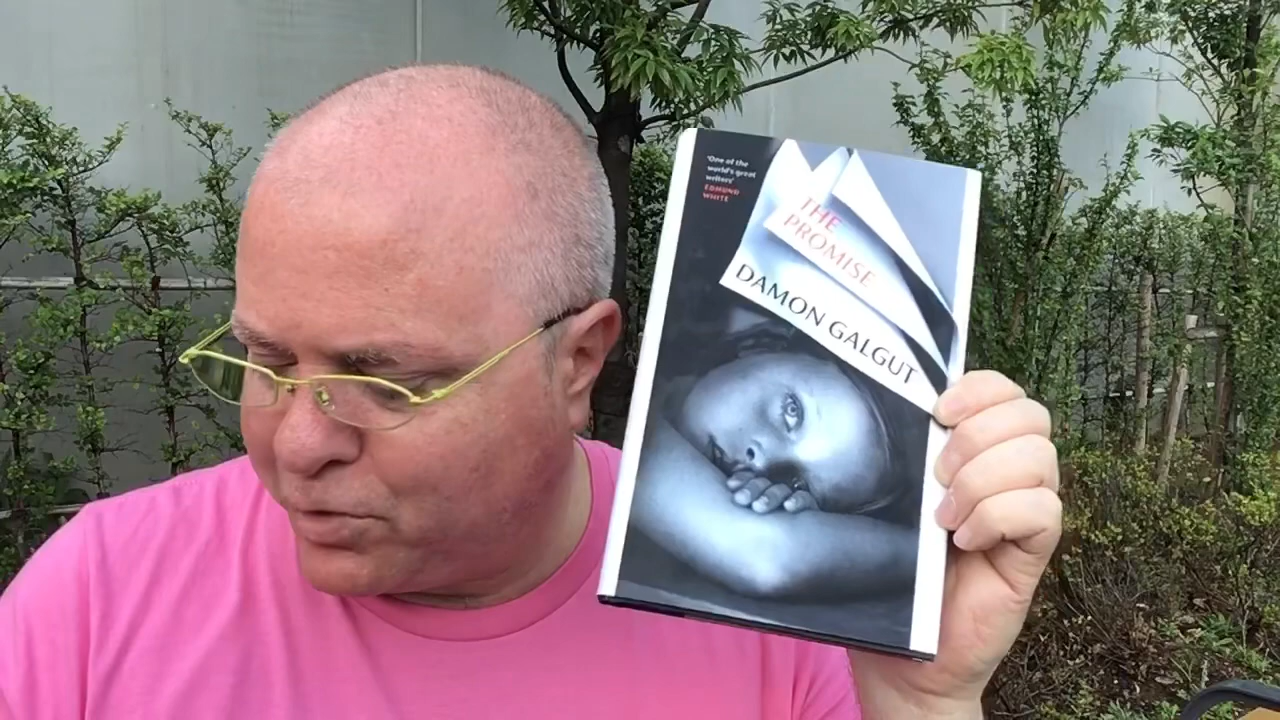 'One of the
world's great
writers'
EDMUND
WHITE
THE
PROMISE
DAMON GALGUT